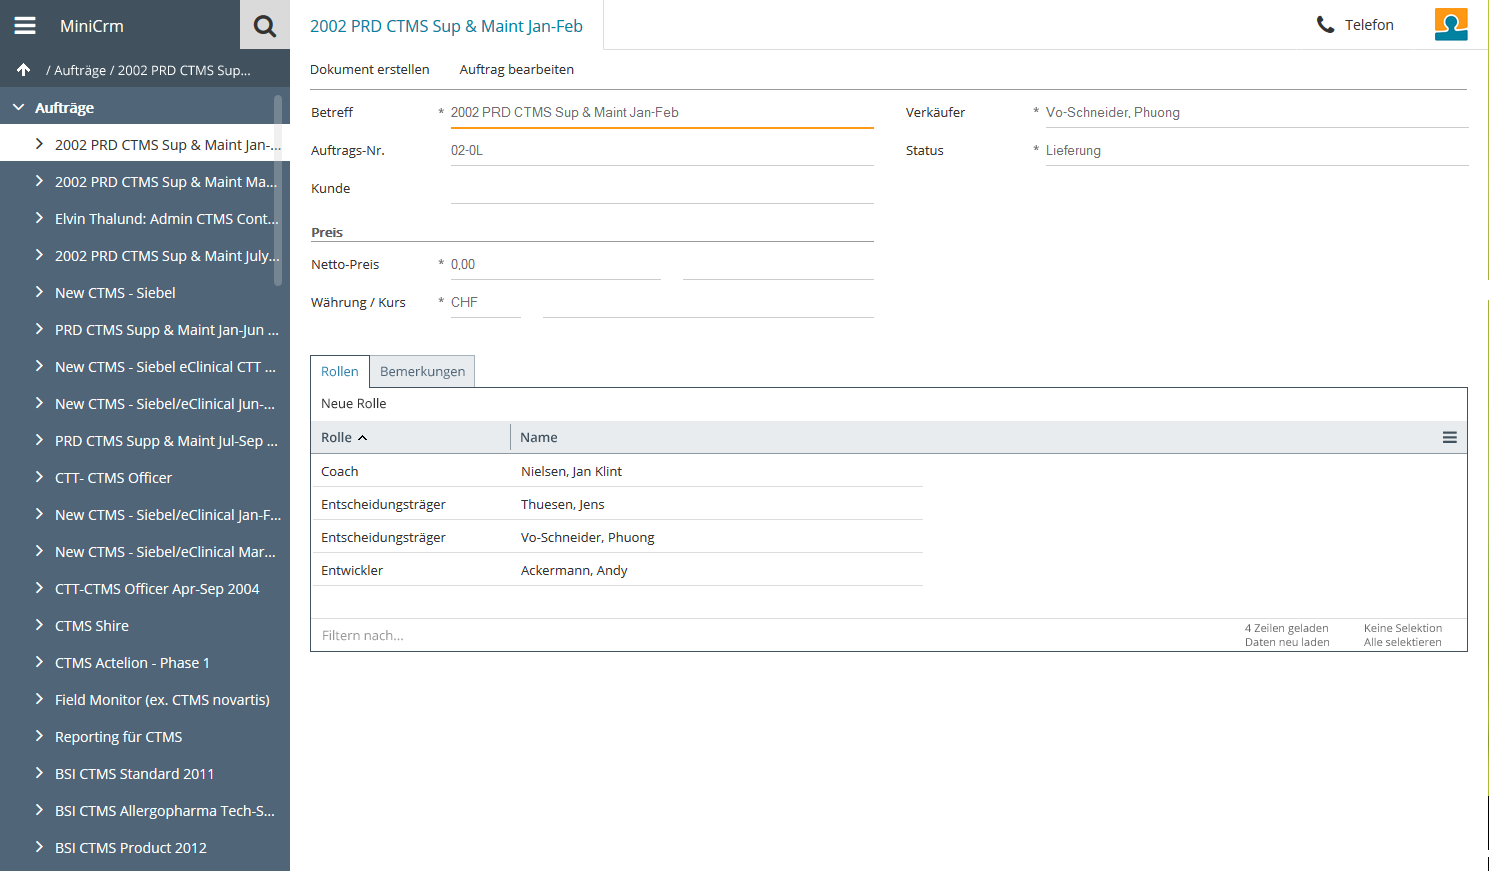 MiniCrm
2002 PRD CTMS Sup & Maint Jan-Feb
Telefon
/ Aufträge / 2002 PRD CTMS Sup...
Aufträge
2002 PRD CTMS Sup & Maint Jan-...
2002 PRD CTMS Sup & Maint Ma...
Elvin Thalund: Admin CTMS Cont...
2002 PRD CTMS Sup & Maint July...
New CTMS - Siebel
PRD CTMS Supp & Maint Jan-Jun ...
New CTMS - Siebel eClinical CTT ...
New CTMS - Siebel/eClinical Jun-...
PRD CTMS Supp & Maint Jul-Sep ...
CTT- CTMS Officer
New CTMS - Siebel/eClinical Jan-F...
New CTMS - Siebel/eClinical Mar...
CTT-CTMS Officer Apr-Sep 2004
CTMS Shire
CTMS Actelion - Phase 1
Field Monitor (ex. CTMS novartis)
Reporting für CTMS
BSI CTMS Standard 2011
BSI CTMS Allergopharma Tech-S...
BSI CTMS Product 2012
Dokument erstellen Auftrag bearbeiten
Betreff * 2002 PRD CTMS Sup & Maint Jan-Feb
Verkäufer * Vo-Schneider, Phuong
Auftrags-Nr. 02-0L
Status * Lieferung
Kunde
Preis
Netto-Preis * 0,00
Währung / Kurs * CHF
Rollen Bemerkungen
Neue Rolle
Rolle Name
Coach Nielsen, Jan Klint
Entscheidungsträger Thuesen, Jens
Entscheidungsträger Vo-Schneider, Phuong
Entwickler Ackermann, Andy
Filtern nach...
4 Zeilen geladen Keine Selektion
Daten neu laden Alle selektieren